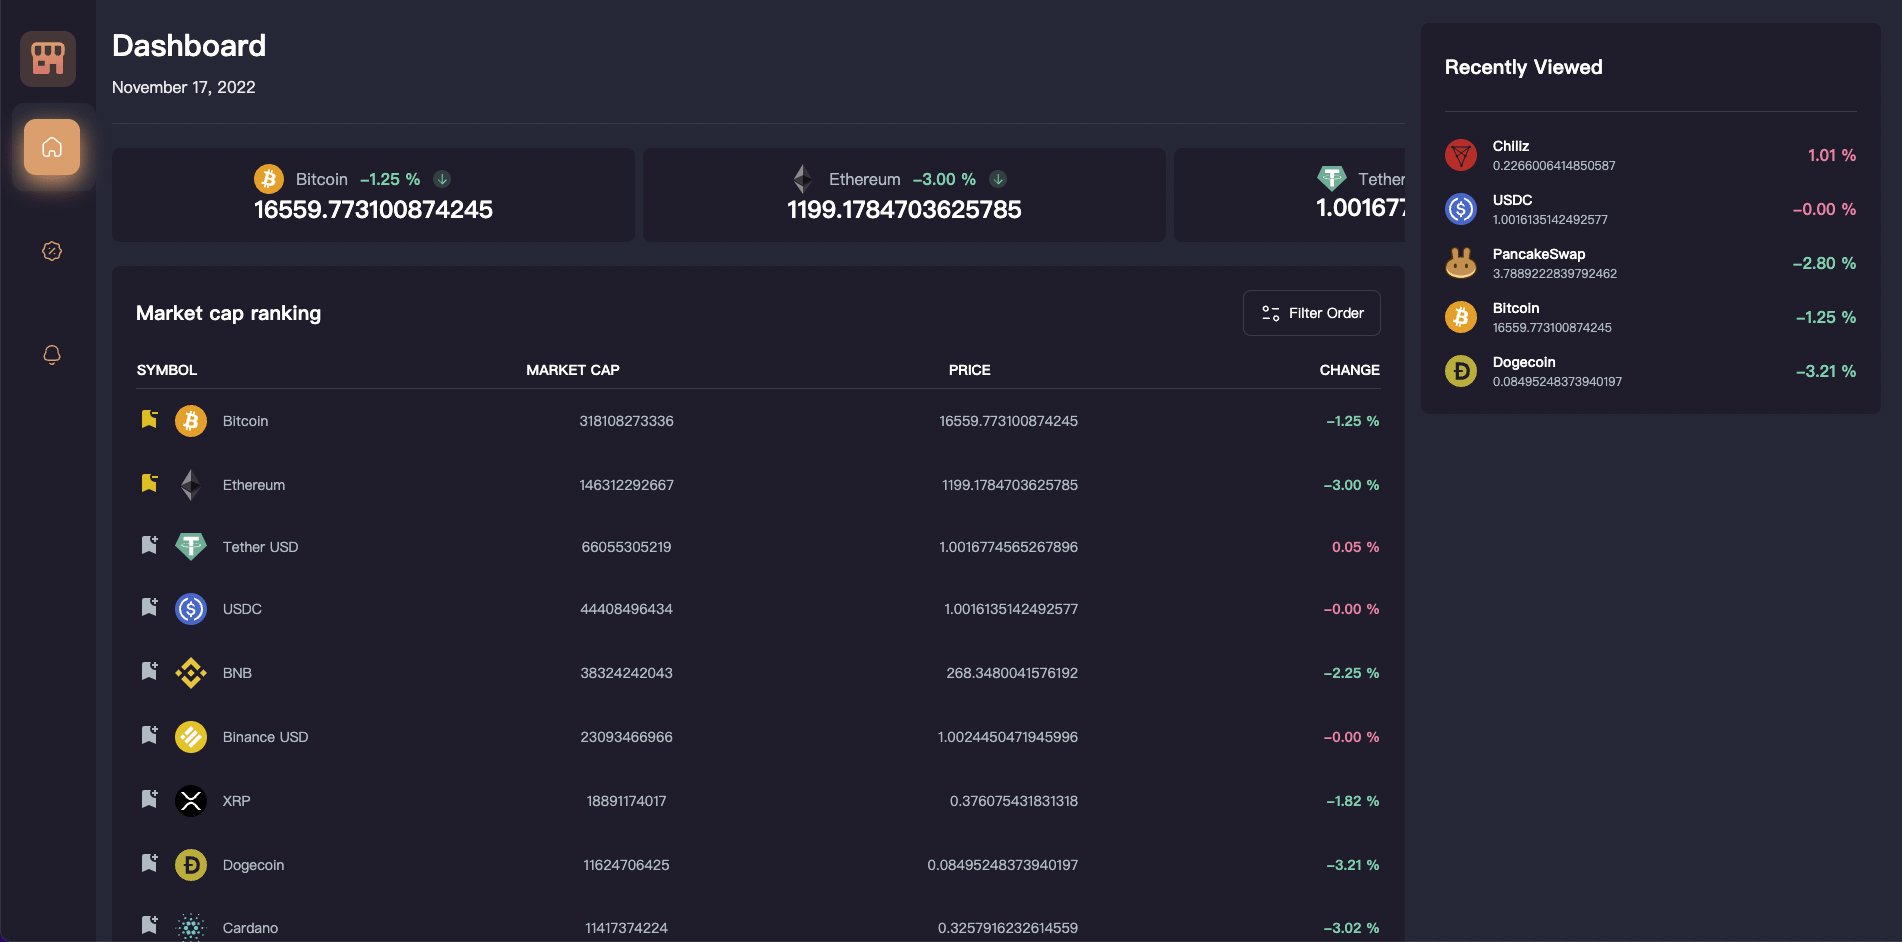 Dashboard
November 17, 2022
Bitcoin −1.25 %
16559.773100874245
Ethereum −3.00 %
1199.1784703625785
Tether
1.001677
Market cap ranking
Filter Order
SYMBOL MARKET CAP PRICE CHANGE
Bitcoin 318108273336 16559.773100874245 −1.25 %
Ethereum 146312292667 1199.1784703625785 −3.00 %
Tether USD 66055305219 1.0016774565267896 0.05 %
USDC 44408496434 1.0016135142492577 −0.00 %
BNB 38324242043 268.3480041576192 −2.25 %
Binance USD 23093466966 1.0024450471945996 −0.00 %
XRP 18891174017 0.376075431831318 −1.82 %
Dogecoin 11624706425 0.08495248373940197 −3.21 %
Cardano 11417374224 0.3257916232614559 −3.02 %
Recently Viewed
Chiliz
0.2266006414850587
1.01 %
USDC
1.0016135142492577
−0.00 %
PancakeSwap
3.7889222839792462
−2.80 %
Bitcoin
16559.773100874245
−1.25 %
Dogecoin
0.08495248373940197
−3.21 %